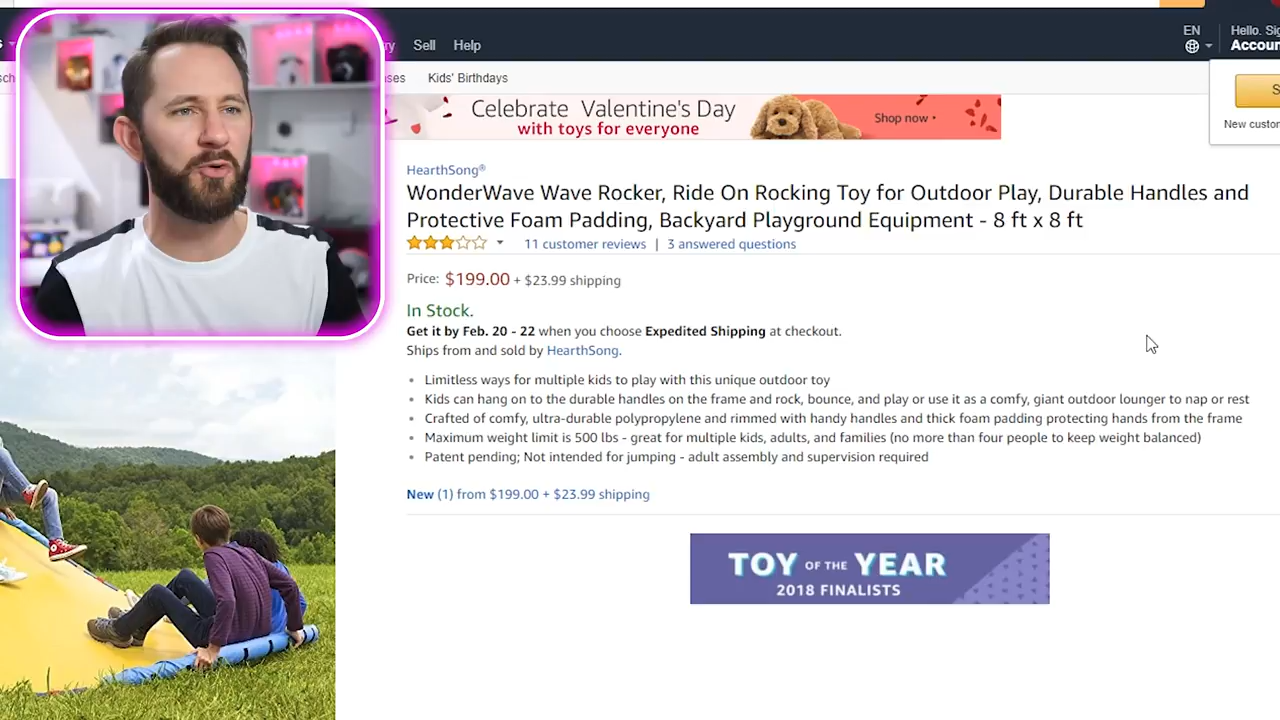 Sell Help
EN
Hello. Sig
Accoun
Kids' Birthdays
S
New custom
Celebrate Valentine's Day
with toys for everyone
Shop now
HearthSong®
WonderWave Wave Rocker, Ride On Rocking Toy for Outdoor Play, Durable Handles and
Protective Foam Padding, Backyard Playground Equipment - 8 ft x 8 ft
11 customer reviews | 3 answered questions
Price: $199.00 + $23.99 shipping
In Stock.
Get it by Feb. 20 - 22 when you choose Expedited Shipping at checkout.
Ships from and sold by HearthSong.
• Limitless ways for multiple kids to play with this unique outdoor toy
• Kids can hang on to the durable handles on the frame and rock, bounce, and play or use it as a comfy, giant outdoor lounger to nap or rest
• Crafted of comfy, ultra-durable polypropylene and rimmed with handy handles and thick foam padding protecting hands from the frame
• Maximum weight limit is 500 lbs - great for multiple kids, adults, and families (no more than four people to keep weight balanced)
• Patent pending; Not intended for jumping - adult assembly and supervision required
New (1) from $199.00 + $23.99 shipping
TOY OF THE YEAR
2018 FINALISTS